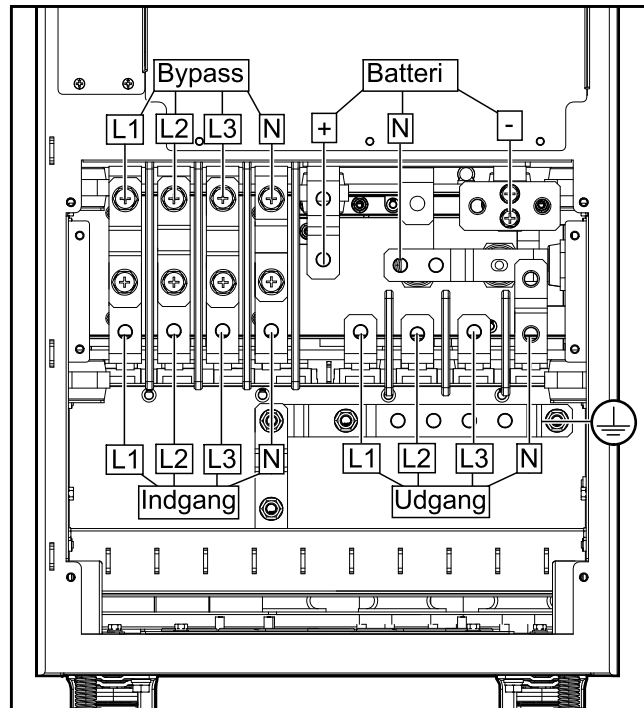 Bypass
L1 L2 L3 N
Batteri
+ N -
L1 L2 L3 N
Indgang
L1 L2 L3 N
Udgang